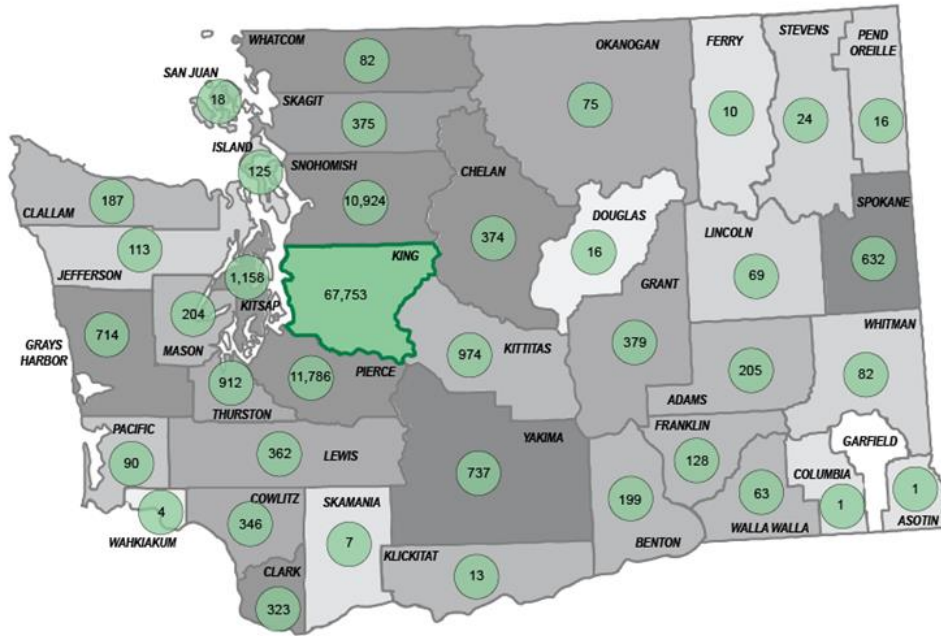 WHATCOM
82
SAN JUAN
18
SKAGIT
375
ISLAND
125
SNOHOMISH
10,924
CLALLAM
187
113
JEFFERSON
1,158
KITSAP
KING
67,753
CHELAN
374
OKANOGAN
75
FERRY
10
STEVENS
24
PEND
OREILLE
16
DOUGLAS
16
LINCOLN
69
SPOKANE
632
GRANT
379
GRAYS
HARBOR
714
204
MASON
912
THURSTON
11,786
PIERCE
974
KITTITAS
205
ADAMS
WHITMAN
82
PACIFIC
90
362
LEWIS
YAKIMA
737
FRANKLIN
128
GARFIELD
COLUMBIA
1
1
ASOTIN
63
WALLA WALLA
199
BENTON
4
WAHKIAKUM
COWLITZ
346
SKAMANIA
7
KLICKITAT
13
CLARK
323